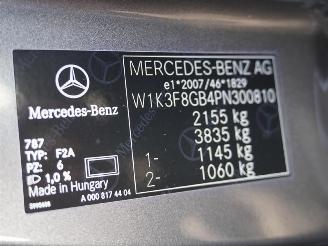 Mercedes-Benz
787
TYP: F2A
PZ: 6
1,0 %
Made in Hungary
A 000 817 44 04
MERCEDES-BENZ AG
e1*2007/46*1829
W1K3F8GB4PN300810
2155 kg
3835 kg
1- 1145 kg
2- 1060 kg